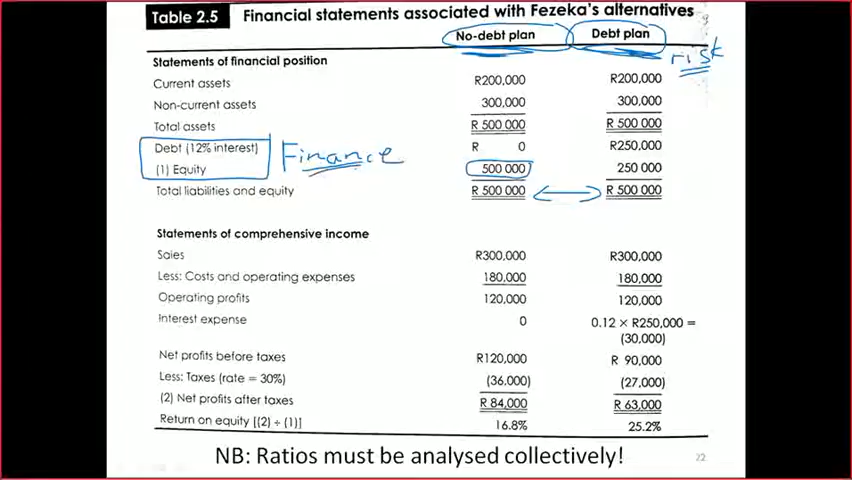 Table 2.5 Financial statements associated with Fezeka's alternatives
No-debt plan Debt plan
risk
Statements of financial position
Current assets R200,000 R200,000
Non-current assets 300,000 300,000
Total assets R 500 000 R 500 000
Debt (12% interest) R 0 R250,000
Finance
(1) Equity 500 000 250 000
Total liabilities and equity R 500 000 R 500 000
Statements of comprehensive income
Sales R300,000 R300,000
Less: Costs and operating expenses 180,000 180,000
Operating profits 120,000 120,000
Interest expense 0 0.12 × R250,000 =
(30,000)
Net profits before taxes R120,000 R 90,000
Less: Taxes (rate = 30%) (36.000) (27,000)
(2) Net profits after taxes R 84,000 R 63,000
Return on equity [(2) ÷ (1)] 16.8% 25.2%
NB: Ratios must be analysed collectively!
22